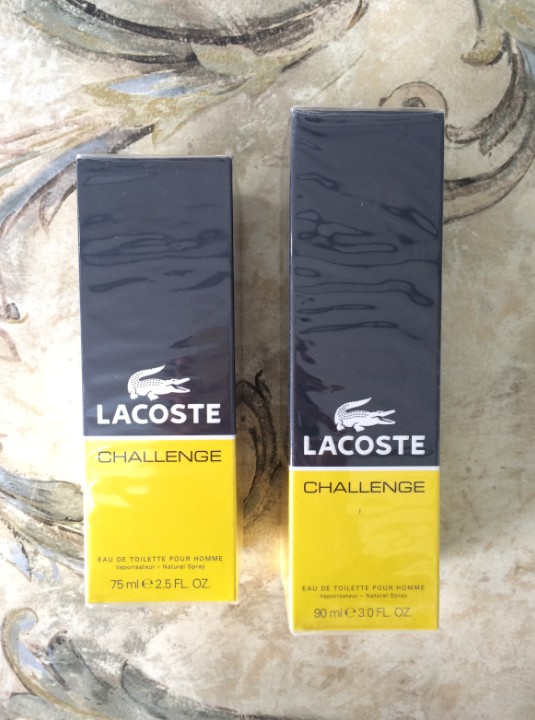 LACOSTE
CHALLENGE
EAU DE TOILETTE POUR HOMME
Vaporisateur – Natural Spray
75 ml ℮ 2.5 FL. OZ.
LACOSTE
CHALLENGE
EAU DE TOILETTE POUR HOMME
Vaporisateur – Natural Spray
90 ml ℮ 3.0 FL. OZ.